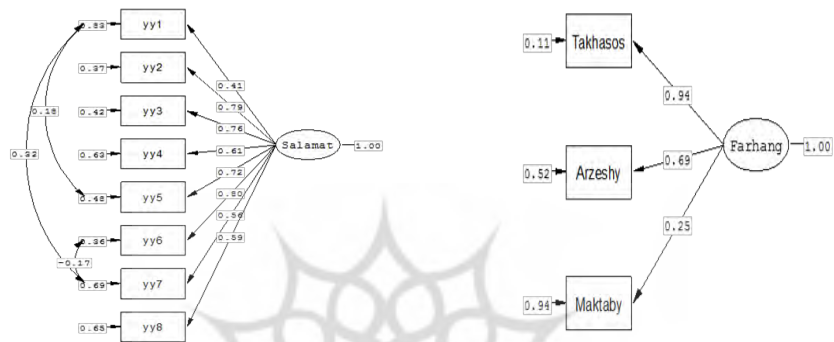 0.83 yy1
0.37 yy2
0.42 yy3
0.63 yy4
0.48 yy5
0.36 yy6
0.69 yy7
0.65 yy8
0.18
0.32
-0.17
0.41
0.79
0.76
0.61
0.72
0.80
0.56
0.59
Salamat 1.00
0.11 Takhasos
0.52 Arzeshy
0.94 Maktaby
0.94
0.69
0.25
Farhang 1.00